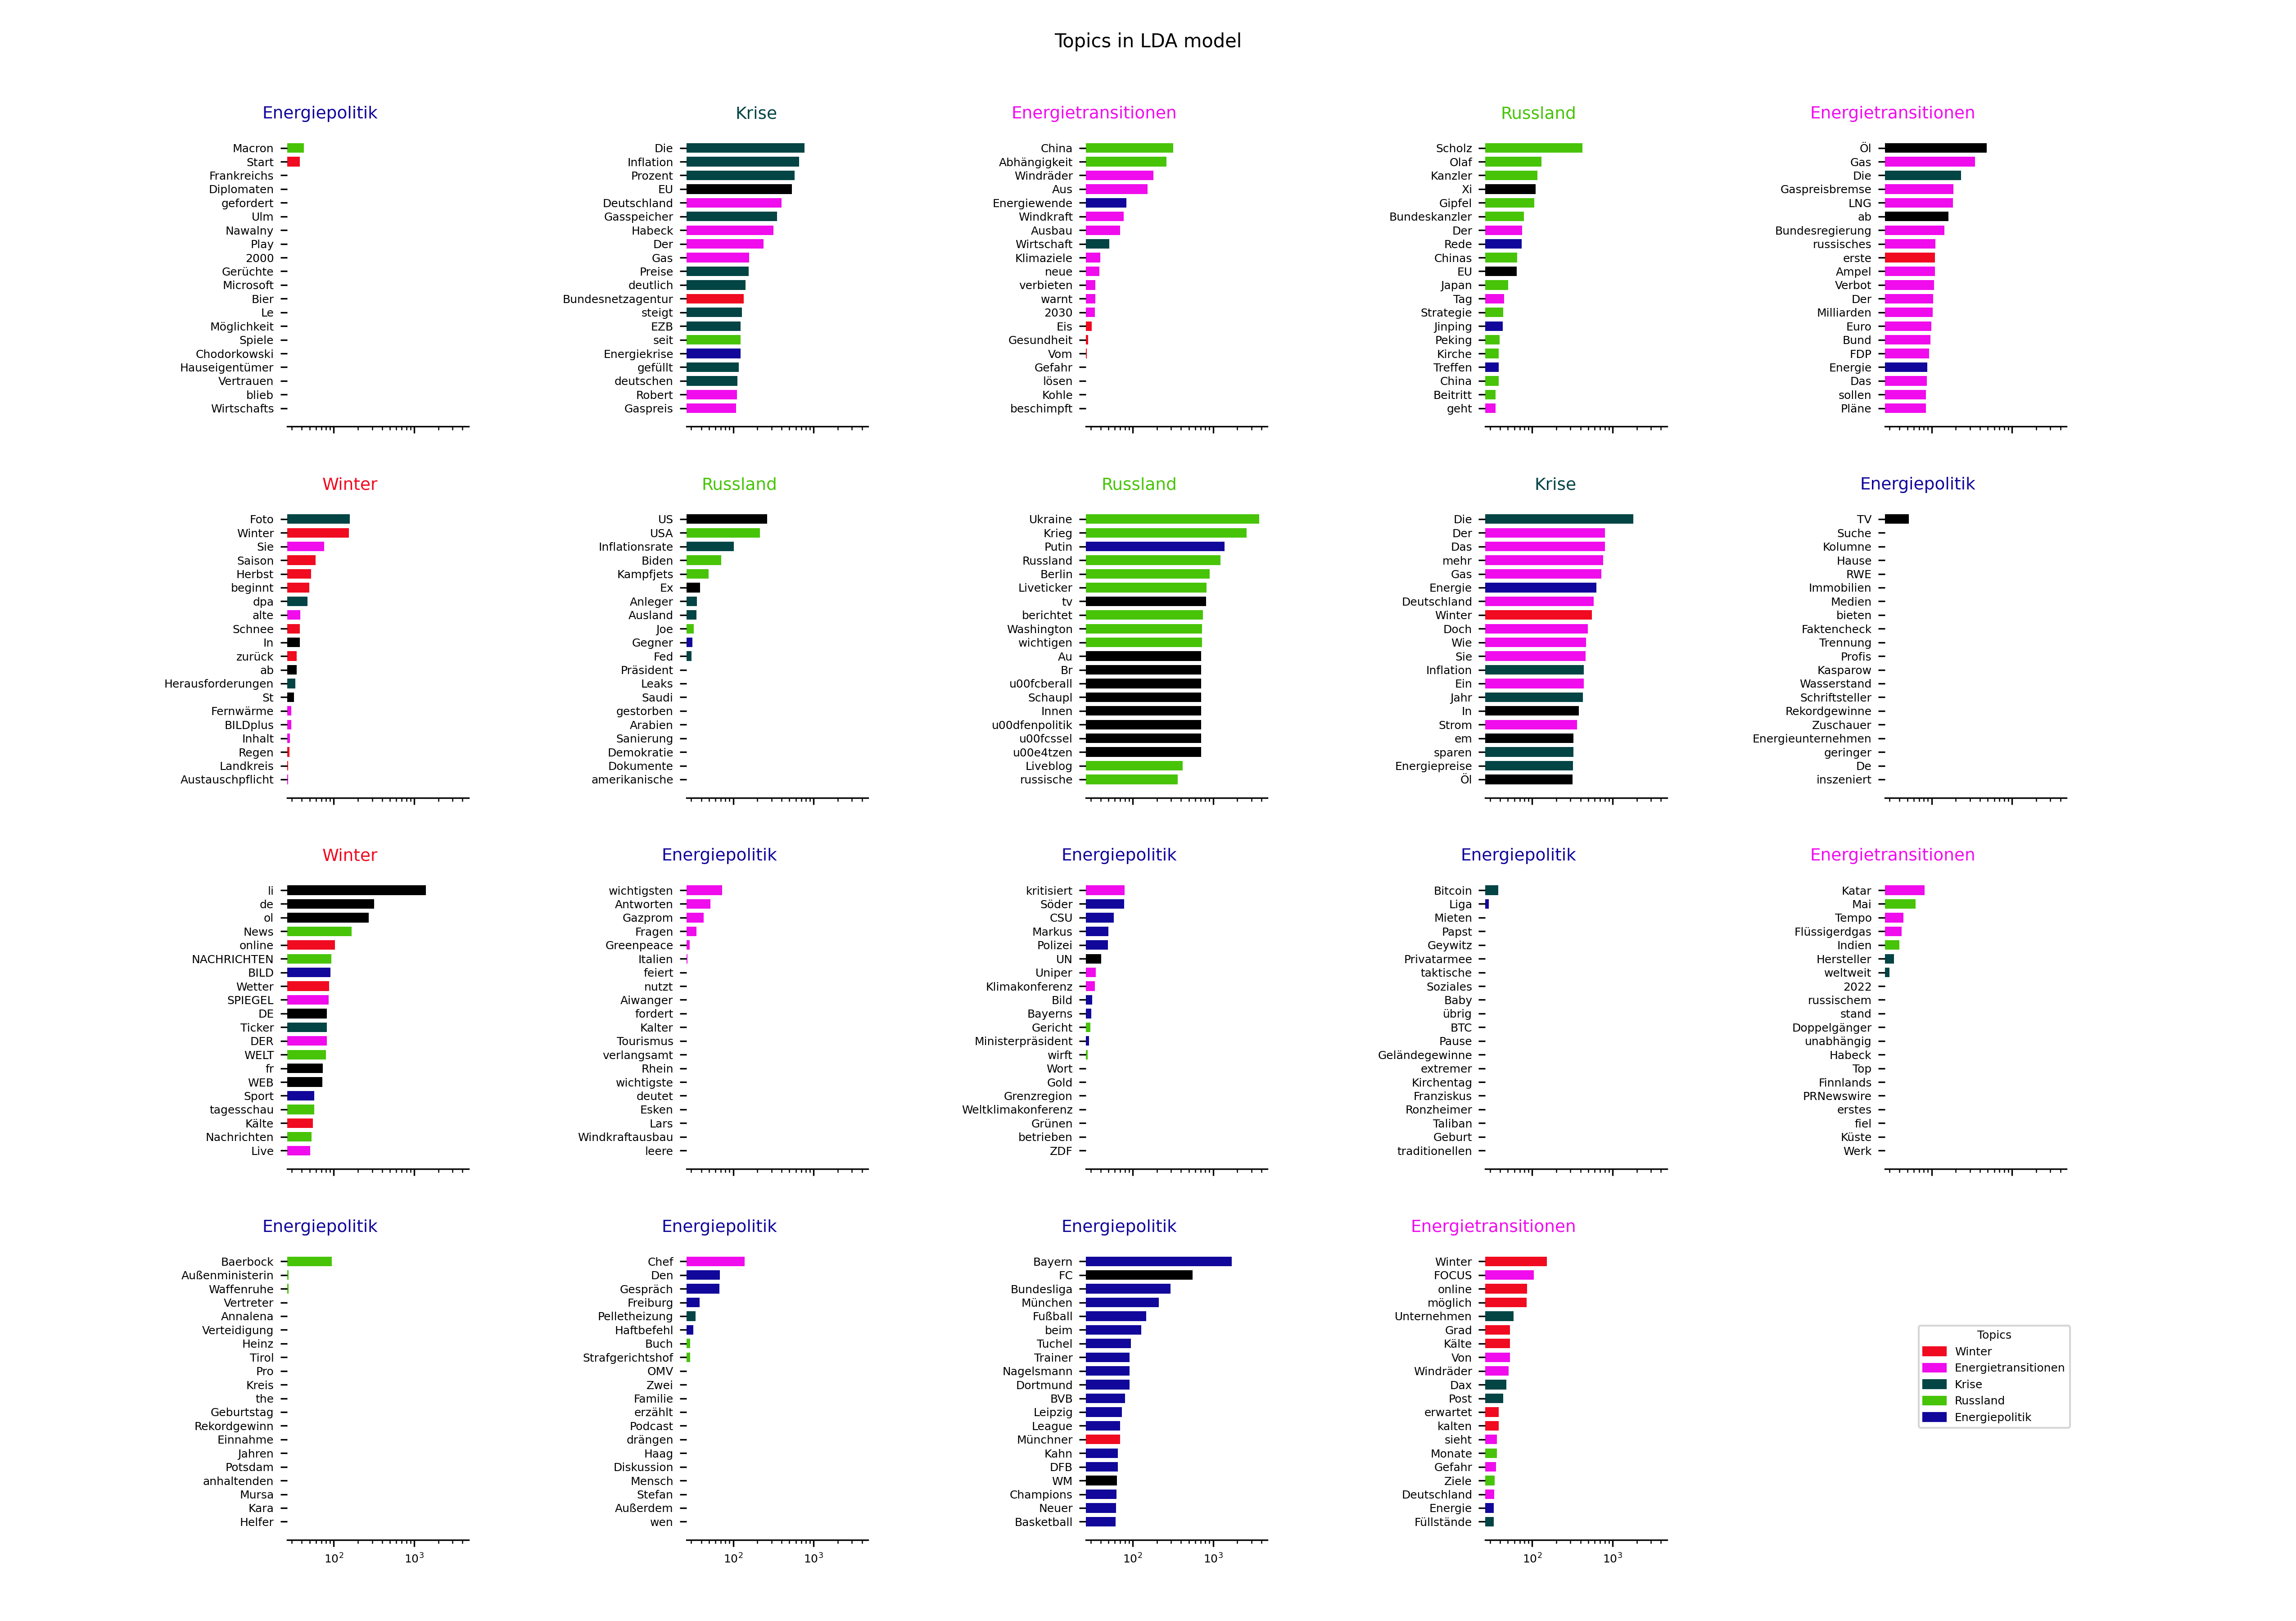 Topics in LDA model
Energiepolitik
Macron
Start
Frankreichs
Diplomaten
gefordert
Ulm
Nawalny
Play
2000
Gerüchte
Microsoft
Bier
Le
Möglichkeit
Spiele
Chodorkowski
Hauseigentümer
Vertrauen
blieb
Wirtschafts
Krise
Die
Inflation
Prozent
EU
Deutschland
Gasspeicher
Habeck
Der
Gas
Preise
deutlich
Bundesnetzagentur
steigt
EZB
seit
Energiekrise
gefüllt
deutschen
Robert
Gaspreis
Energietransitionen
China
Abhängigkeit
Windräder
Aus
Energiewende
Windkraft
Ausbau
Wirtschaft
Klimaziele
neue
verbieten
warnt
2030
Eis
Gesundheit
Vom
Gefahr
lösen
Kohle
beschimpft
Russland
Scholz
Olaf
Kanzler
Xi
Gipfel
Bundeskanzler
Der
Rede
Chinas
EU
Japan
Tag
Strategie
Jinping
Peking
Kirche
Treffen
China
Beitritt
geht
Energietransitionen
Öl
Gas
Die
Gaspreisbremse
LNG
ab
Bundesregierung
russisches
erste
Ampel
Verbot
Der
Milliarden
Euro
Bund
FDP
Energie
Das
sollen
Pläne
Winter
Foto
Winter
Sie
Saison
Herbst
beginnt
dpa
alte
Schnee
In
zurück
ab
Herausforderungen
St
Fernwärme
BILDplus
Inhalt
Regen
Landkreis
Austauschpflicht
Russland
US
USA
Inflationsrate
Biden
Kampfjets
Ex
Anleger
Ausland
Joe
Gegner
Fed
Präsident
Leaks
Saudi
gestorben
Arabien
Sanierung
Demokratie
Dokumente
amerikanische
Russland
Ukraine
Krieg
Putin
Russland
Berlin
Liveticker
tv
berichtet
Washington
wichtigen
Au
Br
u00fcberall
Schaupl
Innen
u00dfenpolitik
u00fcssel
u00e4tzen
Liveblog
russische
Krise
Die
Der
Das
mehr
Gas
Energie
Deutschland
Winter
Doch
Wie
Sie
Inflation
Ein
Jahr
In
Strom
em
sparen
Energiepreise
Öl
Energiepolitik
TV
Suche
Kolumne
Hause
RWE
Immobilien
Medien
bieten
Faktencheck
Trennung
Profis
Kasparow
Wasserstand
Schriftsteller
Rekordgewinne
Zuschauer
Energieunternehmen
geringer
De
inszeniert
Winter
li
de
ol
News
online
NACHRICHTEN
BILD
Wetter
SPIEGEL
DE
Ticker
DER
WELT
fr
WEB
Sport
tagesschau
Kälte
Nachrichten
Live
Energiepolitik
wichtigsten
Antworten
Gazprom
Fragen
Greenpeace
Italien
feiert
nutzt
Aiwanger
fordert
Kalter
Tourismus
verlangsamt
Rhein
wichtigste
deutet
Esken
Lars
Windkraftausbau
leere
Energiepolitik
kritisiert
Söder
CSU
Markus
Polizei
UN
Uniper
Klimakonferenz
Bild
Bayerns
Gericht
Ministerpräsident
wirft
Wort
Gold
Grenzregion
Weltklimakonferenz
Grünen
betrieben
ZDF
Energiepolitik
Bitcoin
Liga
Mieten
Papst
Geywitz
Privatarmee
taktische
Soziales
Baby
übrig
BTC
Pause
Geländegewinne
extremer
Kirchentag
Franziskus
Ronzheimer
Taliban
Geburt
traditionellen
Energietransitionen
Katar
Mai
Tempo
Flüssigerdgas
Indien
Hersteller
weltweit
2022
russischem
stand
Doppelgänger
unabhängig
Habeck
Top
Finnlands
PRNewswire
erstes
fiel
Küste
Werk
Energiepolitik
Baerbock
Außenministerin
Waffenruhe
Vertreter
Annalena
Verteidigung
Heinz
Tirol
Pro
Kreis
the
Geburtstag
Rekordgewinn
Einnahme
Jahren
Potsdam
anhaltenden
Mursa
Kara
Helfer
10²
10³
Energiepolitik
Chef
Den
Gespräch
Freiburg
Pelletheizung
Haftbefehl
Buch
Strafgerichtshof
OMV
Zwei
Familie
erzählt
Podcast
drängen
Haag
Diskussion
Mensch
Stefan
Außerdem
wen
10²
10³
Energiepolitik
Bayern
FC
Bundesliga
München
Fußball
beim
Tuchel
Trainer
Nagelsmann
Dortmund
BVB
Leipzig
League
Münchner
Kahn
DFB
WM
Champions
Neuer
Basketball
10²
10³
Energietransitionen
Winter
FOCUS
online
möglich
Unternehmen
Grad
Kälte
Von
Windräder
Dax
Post
erwartet
kalten
sieht
Monate
Gefahr
Ziele
Deutschland
Energie
Füllstände
10²
10³
Topics
Winter
Energietransitionen
Krise
Russland
Energiepolitik